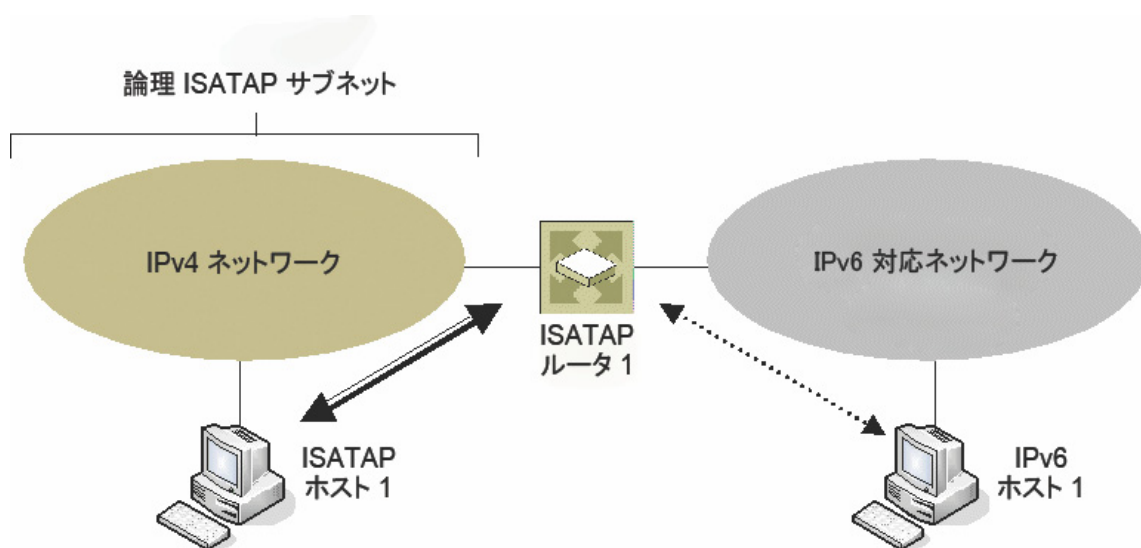 論理 ISATAP サブネット
IPv4 ネットワーク
IPv6 対応ネットワーク
ISATAP
ルータ 1
ISATAP
ホスト 1
IPv6
ホスト 1